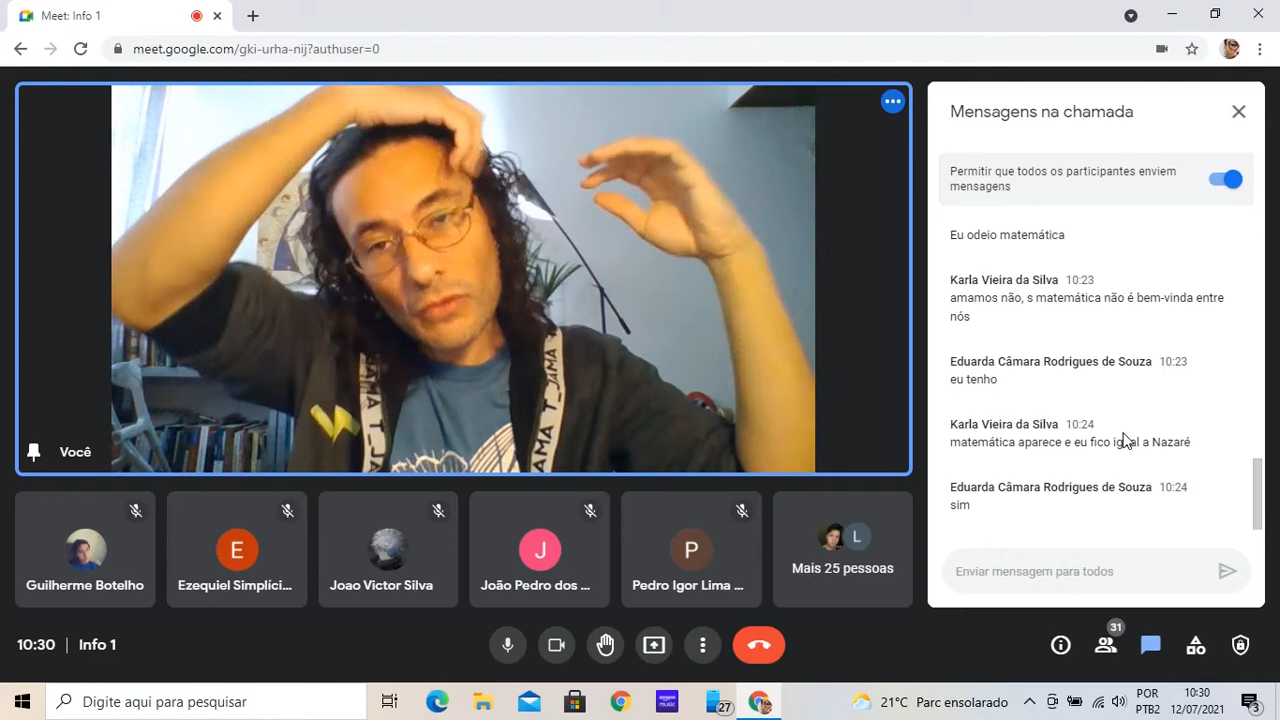 Meet: Info 1
meet.google.com/gki-urha-nij?authuser=0
Mensagens na chamada
Permitir que todos os participantes enviem
mensagens
Eu odeio matemática
Karla Vieira da Silva 10:23
amamos não, s matemática não é bem-vinda entre
nós
Eduarda Câmara Rodrigues de Souza 10:23
eu tenho
Karla Vieira da Silva 10:24
matemática aparece e eu fico igual a Nazaré
Eduarda Câmara Rodrigues de Souza 10:24
sim
Enviar mensagem para todos
Você
E
J
P
L
Guilherme Botelho
Ezequiel Simplíci...
Joao Victor Silva
João Pedro dos ...
Pedro Igor Lima ...
Mais 25 pessoas
10:30 | Info 1
31
Digite aqui para pesquisar
amazon music
27
21°C Parc ensolarado
POR
PTB2
10:30
12/07/2021
3